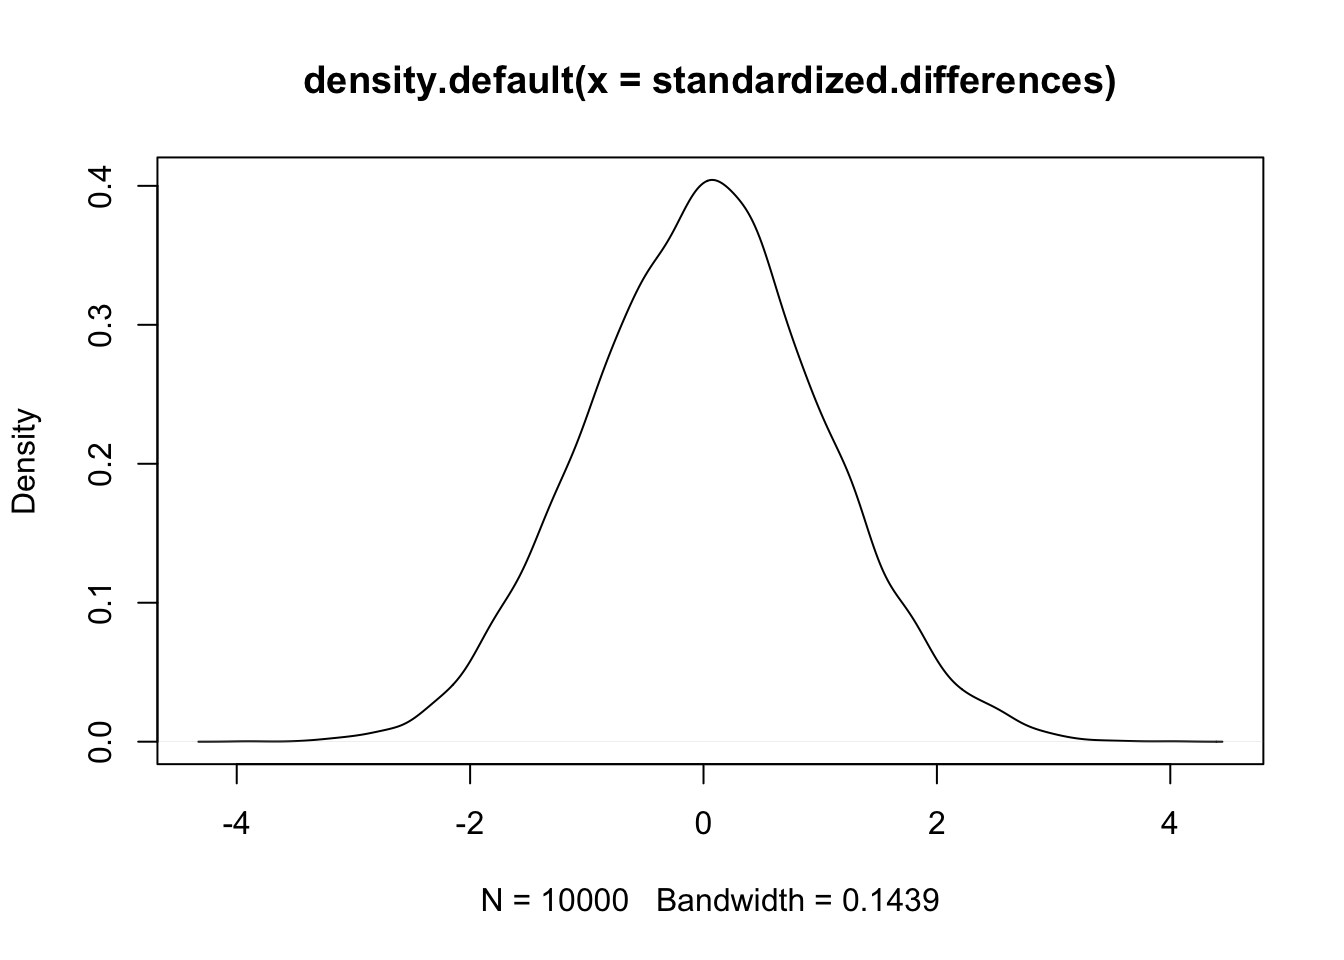 density.default(x = standardized.differences)
Density
0.4
0.3
0.2
0.1
0.0
-4 -2 0 2 4
N = 10000 Bandwidth = 0.1439